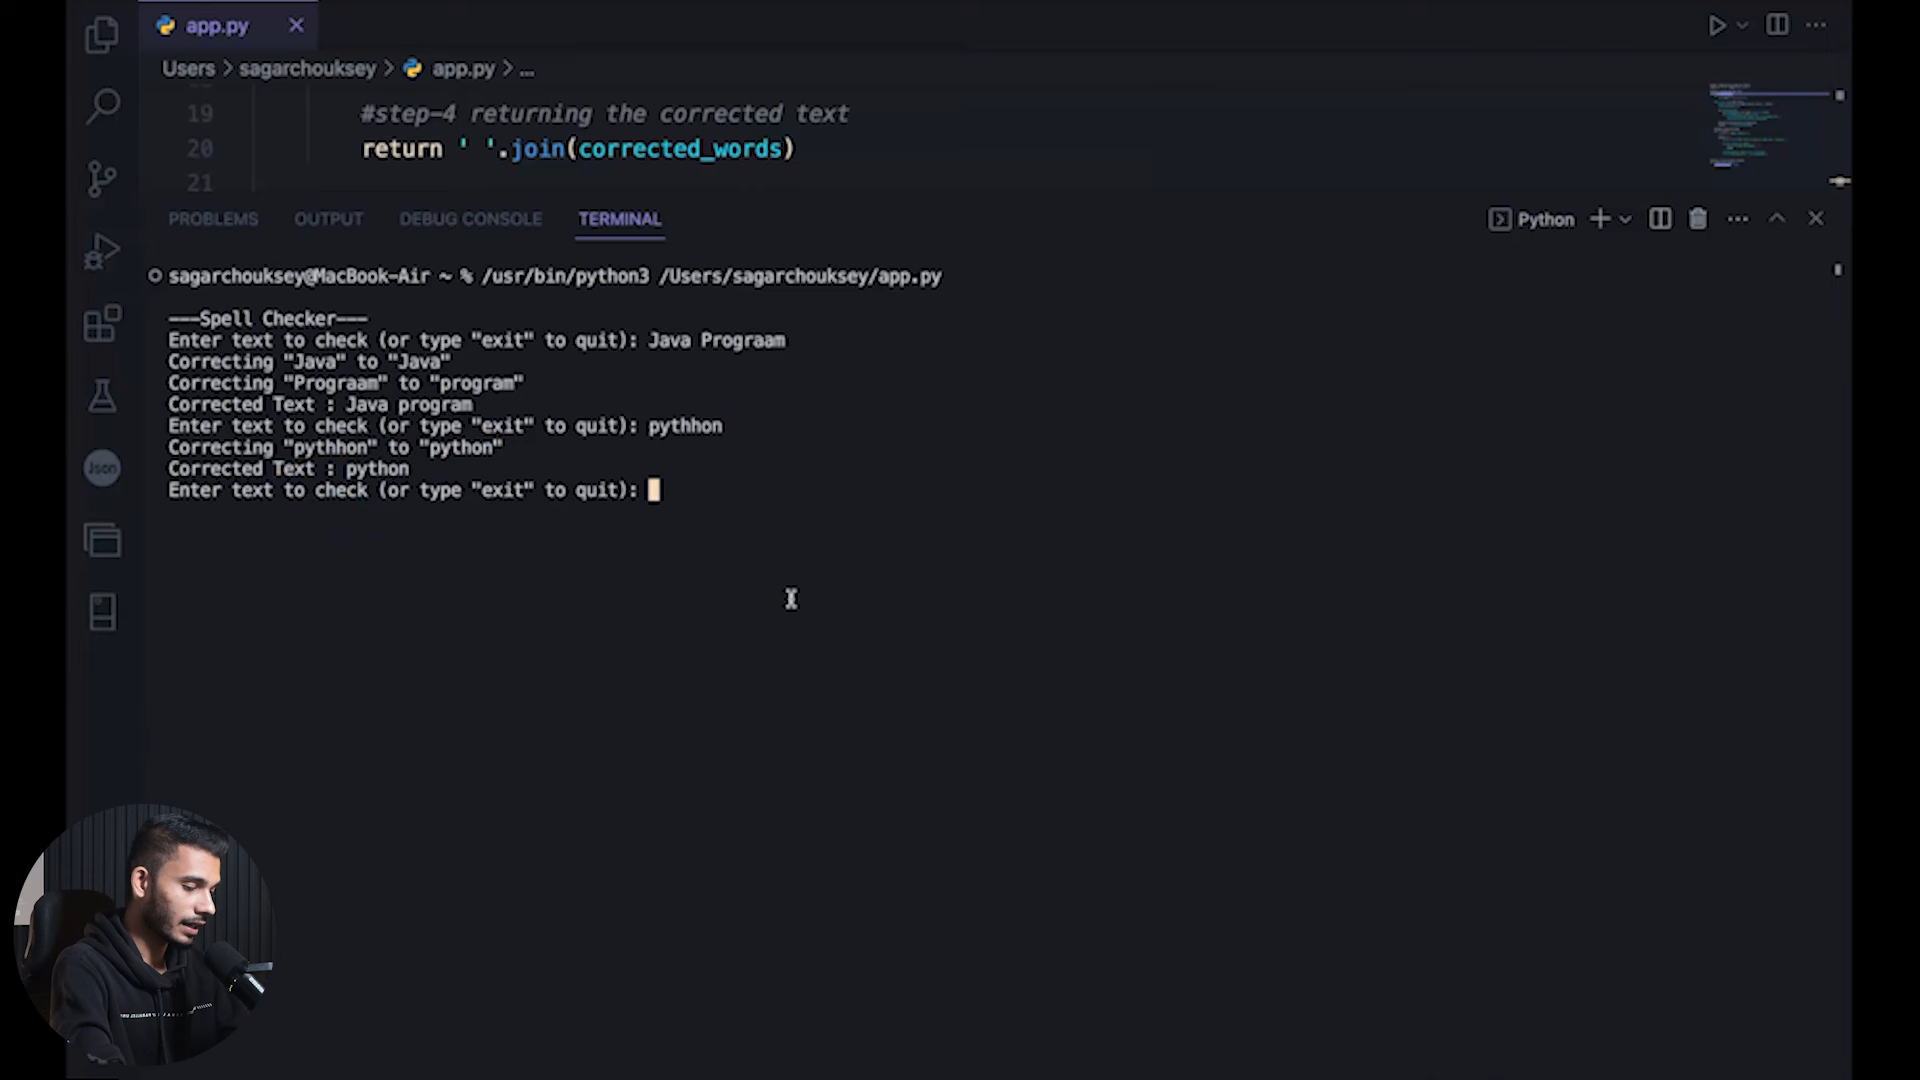 app.py
Users > sagarchouksey > app.py > ...
19 #step-4 returning the corrected text
20 return ' '.join(corrected_words)
21
PROBLEMS OUTPUT DEBUG CONSOLE TERMINAL Python
sagarchouksey@MacBook-Air ~ % /usr/bin/python3 /Users/sagarchouksey/app.py
---Spell Checker---
Enter text to check (or type "exit" to quit): Java Prograam
Correcting "Java" to "Java"
Correcting "Prograam" to "program"
Corrected Text : Java program
Enter text to check (or type "exit" to quit): pythhon
Correcting "pythhon" to "python"
Corrected Text : python
Enter text to check (or type "exit" to quit):
Json